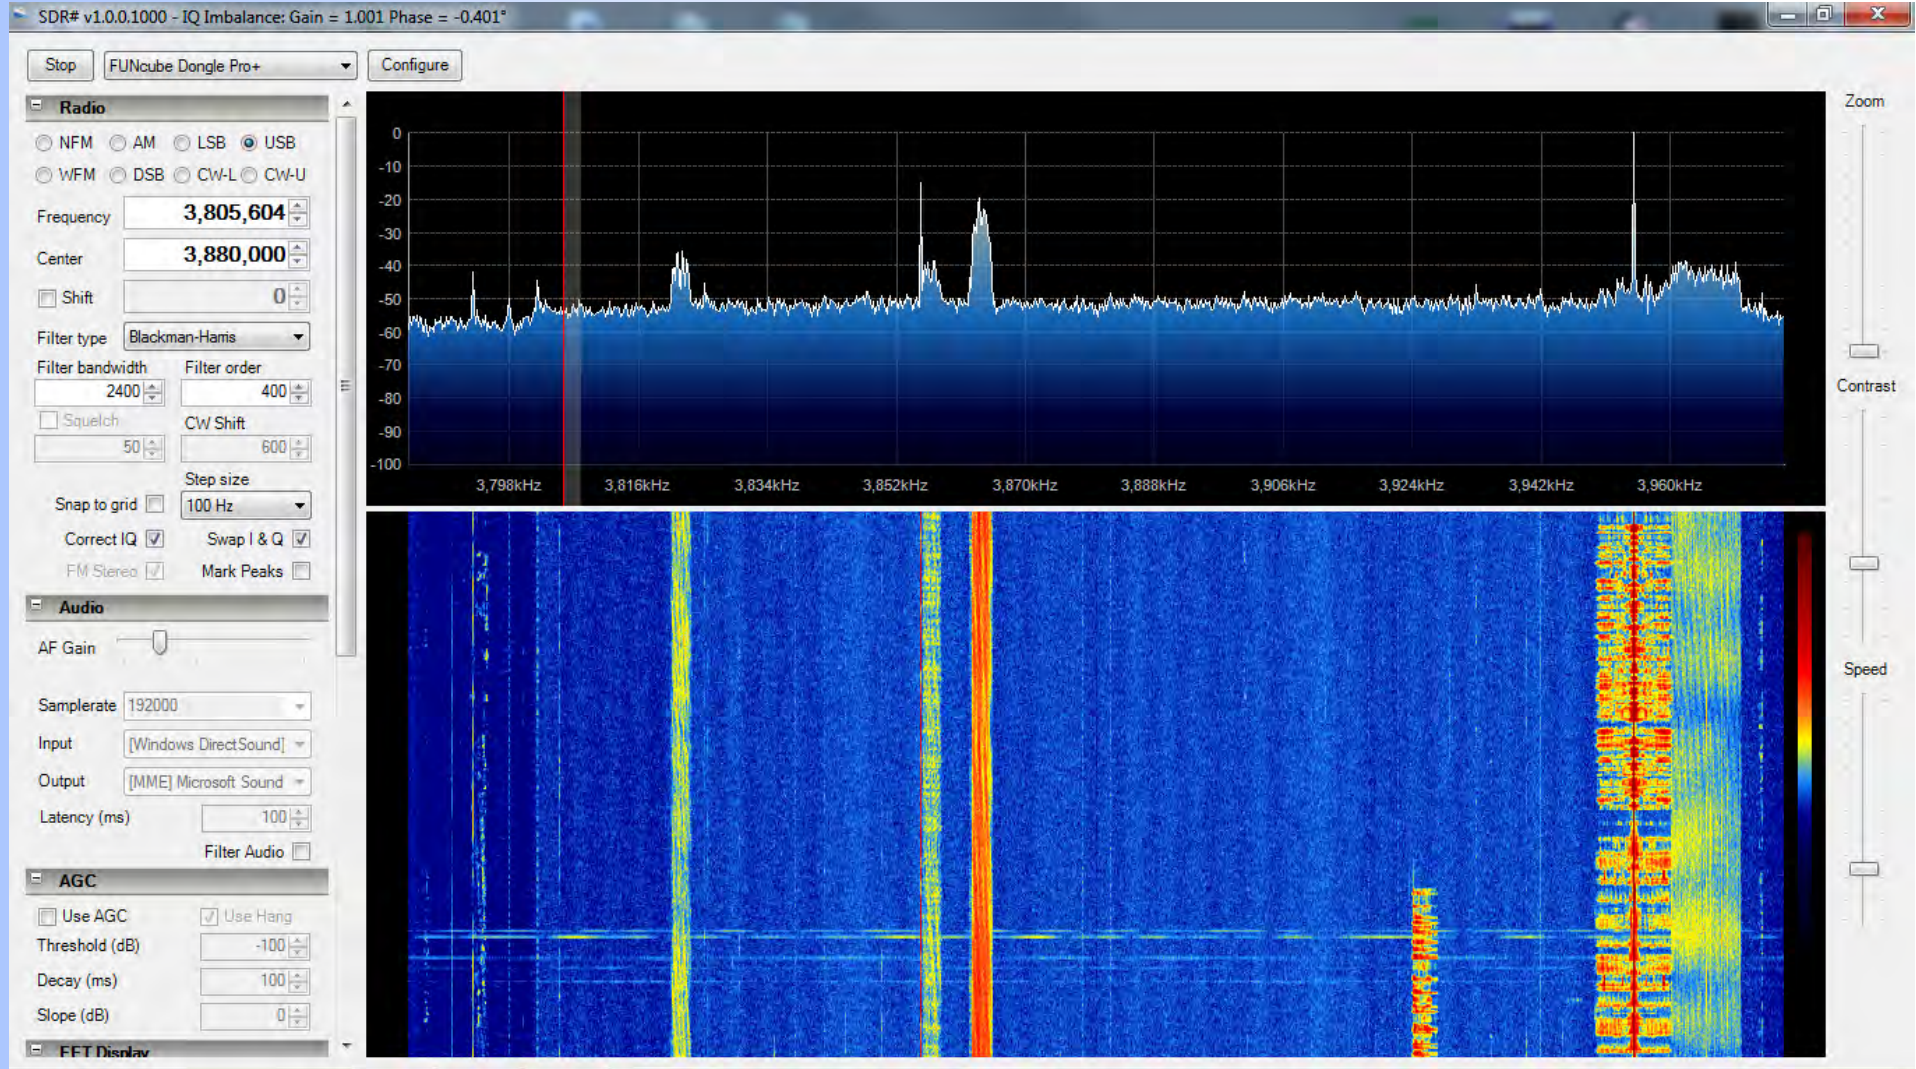 SDR# v1.0.0.1000 - IQ Imbalance: Gain = 1.001 Phase = -0.401°
Stop FUNcube Dongle Pro+ Configure
Radio
NFM AM LSB USB
WFM DSB CW-L CW-U
Frequency 3,805,604
Center 3,880,000
Shift 0
Filter type Blackman-Harris
Filter bandwidth Filter order
2400 400
Squelch CW Shift
50 600
Step size
Snap to grid 100 Hz
Correct IQ Swap I & Q
FM Stereo Mark Peaks
Audio
AF Gain
Samplerate 192000
Input [Windows DirectSound]
Output [MME] Microsoft Sound
Latency (ms) 100
Filter Audio
AGC
Use AGC Use Hang
Threshold (dB) -100
Decay (ms) 100
Slope (dB) 0
FFT Display
0
-10
-20
-30
-40
-50
-60
-70
-80
-90
-100
3,798kHz 3,816kHz 3,834kHz 3,852kHz 3,870kHz 3,888kHz 3,906kHz 3,924kHz 3,942kHz 3,960kHz
Zoom
Contrast
Speed